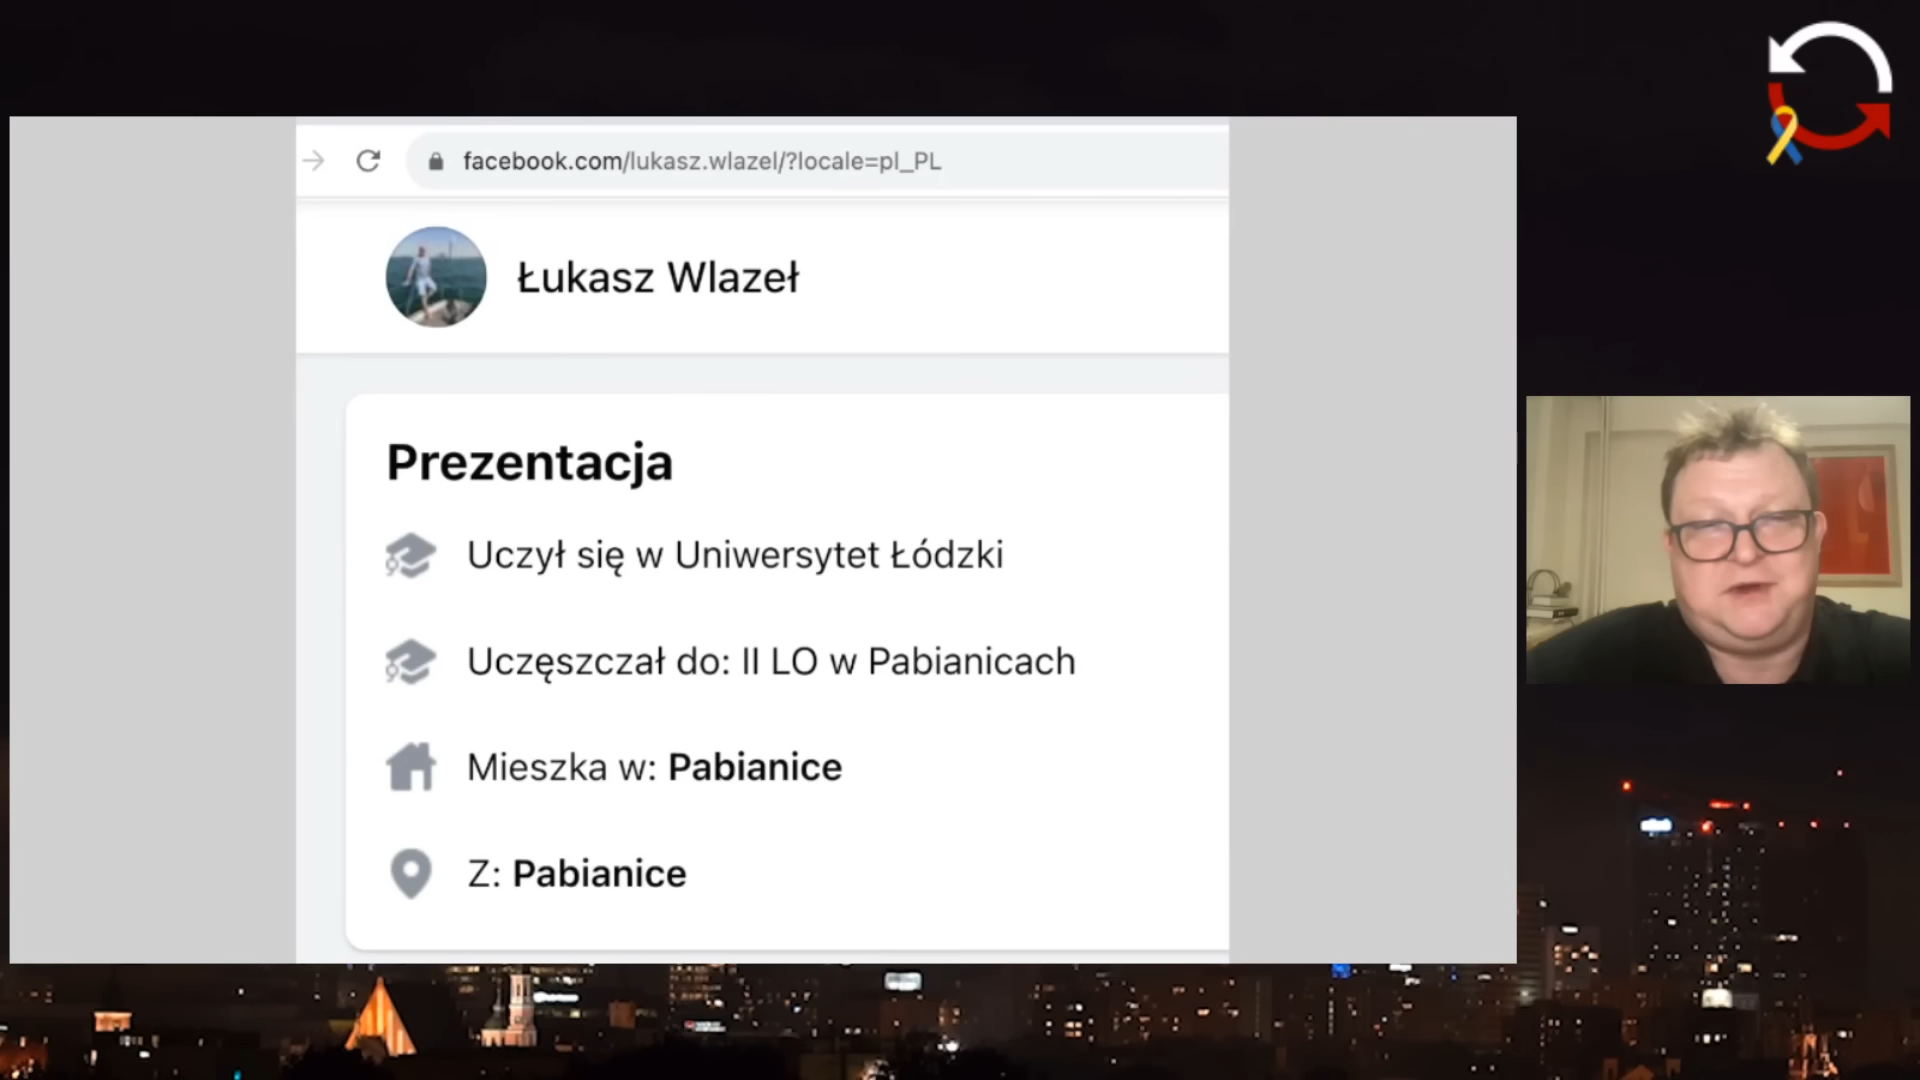 facebook.com/lukasz.wlazel/?locale=pl_PL
Łukasz Wlazeł
Prezentacja
Uczył się w Uniwersytet Łódzki
Uczęszczał do: II LO w Pabianicach
Mieszka w: Pabianice
Z: Pabianice